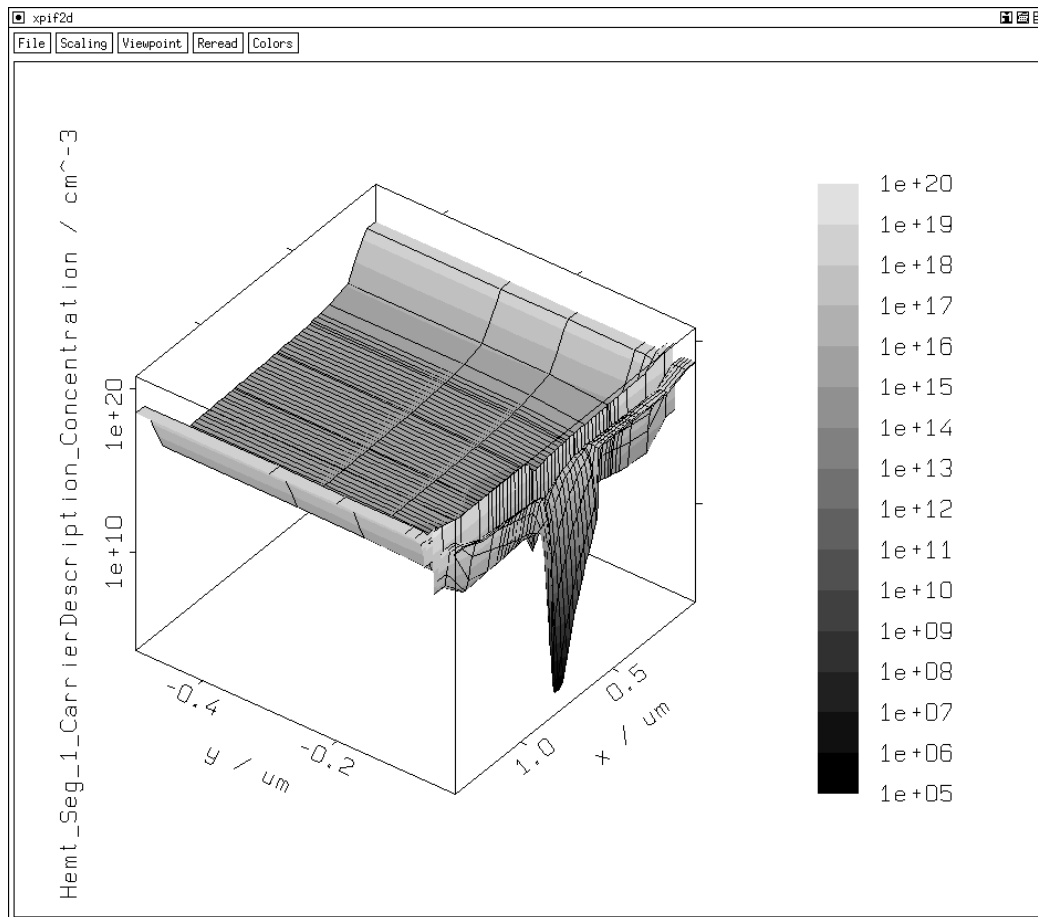 xpif2d
File Scaling Viewpoint Reread Colors
Hemt_Seg_1_CarrierDescription_Concentration / cm^-3
1e+20
1e+10
-0.4
-0.2
y / um
1.0
0.5
x / um
1e+20
1e+19
1e+18
1e+17
1e+16
1e+15
1e+14
1e+13
1e+12
1e+11
1e+10
1e+09
1e+08
1e+07
1e+06
1e+05